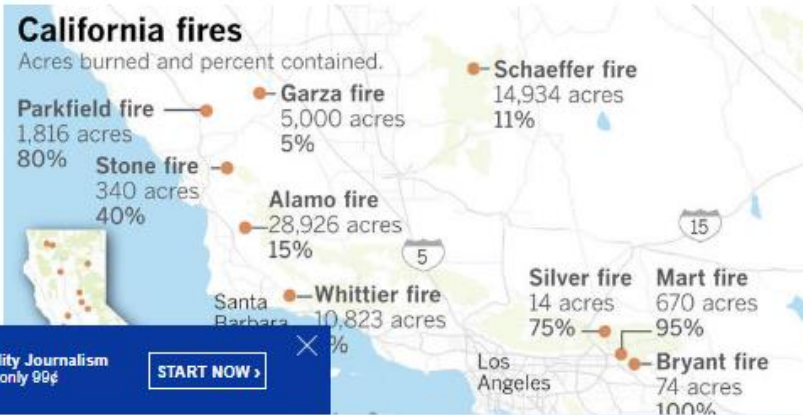 California fires
Acres burned and percent contained.
Parkfield fire
1,816 acres
80%
Garza fire
5,000 acres
5%
Schaeffer fire
14,934 acres
11%
Stone fire
340 acres
40%
Alamo fire
28,926 acres
15%
15
5
Silver fire
14 acres
75%
Mart fire
670 acres
95%
Whittier fire
10,823 acres
%
Santa
Barbara
Los
Angeles
Bryant fire
74 acres
100%
Journalism
only 99¢
START NOW ›